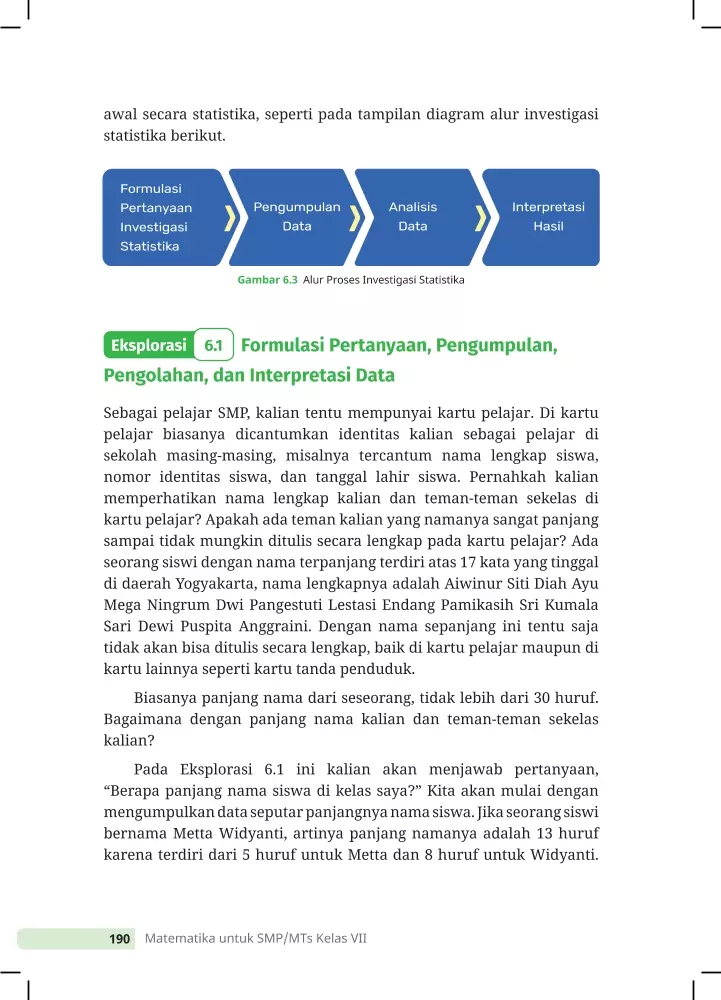 awal secara statistika, seperti pada tampilan diagram alur investigasi
statistika berikut.
Formulasi
Pertanyaan
Investigasi
Statistika
Pengumpulan
Data
Analisis
Data
Interpretasi
Hasil
Gambar 6.3 Alur Proses Investigasi Statistika
Eksplorasi 6.1 Formulasi Pertanyaan, Pengumpulan,
Pengolahan, dan Interpretasi Data
Sebagai pelajar SMP, kalian tentu mempunyai kartu pelajar. Di kartu
pelajar biasanya dicantumkan identitas kalian sebagai pelajar di
sekolah masing-masing, misalnya tercantum nama lengkap siswa,
nomor identitas siswa, dan tanggal lahir siswa. Pernahkah kalian
memperhatikan nama lengkap kalian dan teman-teman sekelas di
kartu pelajar? Apakah ada teman kalian yang namanya sangat panjang
sampai tidak mungkin ditulis secara lengkap pada kartu pelajar? Ada
seorang siswi dengan nama terpanjang terdiri atas 17 kata yang tinggal
di daerah Yogyakarta, nama lengkapnya adalah Aiwinur Siti Diah Ayu
Mega Ningrum Dwi Pangestuti Lestasi Endang Pamikasih Sri Kumala
Sari Dewi Puspita Anggraini. Dengan nama sepanjang ini tentu saja
tidak akan bisa ditulis secara lengkap, baik di kartu pelajar maupun di
kartu lainnya seperti kartu tanda penduduk.
Biasanya panjang nama dari seseorang, tidak lebih dari 30 huruf.
Bagaimana dengan panjang nama kalian dan teman-teman sekelas
kalian?
Pada Eksplorasi 6.1 ini kalian akan menjawab pertanyaan,
“Berapa panjang nama siswa di kelas saya?” Kita akan mulai dengan
mengumpulkan data seputar panjangnya nama siswa. Jika seorang siswi
bernama Metta Widyanti, artinya panjang namanya adalah 13 huruf
karena terdiri dari 5 huruf untuk Metta dan 8 huruf untuk Widyanti.
190 Matematika untuk SMP/MTs Kelas VII